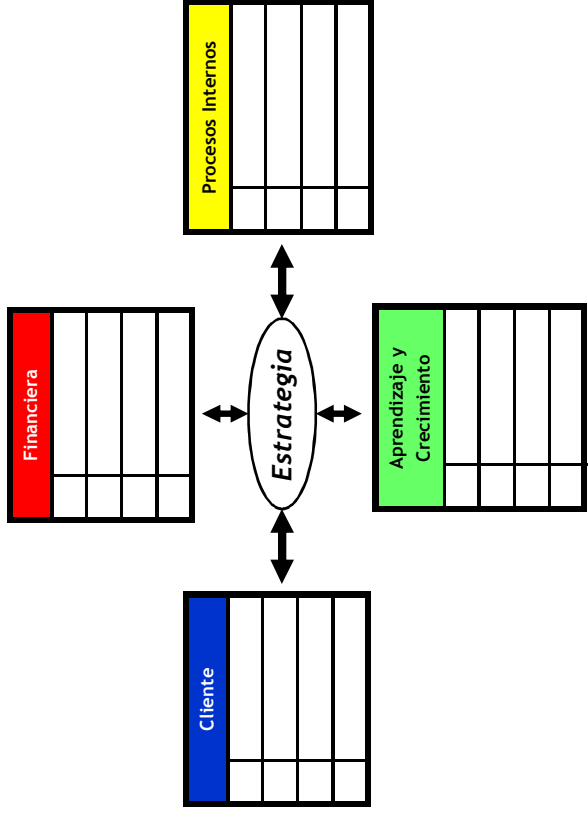 Financiera
Cliente
Procesos Internos
Estrategia
Aprendizaje y
Crecimiento